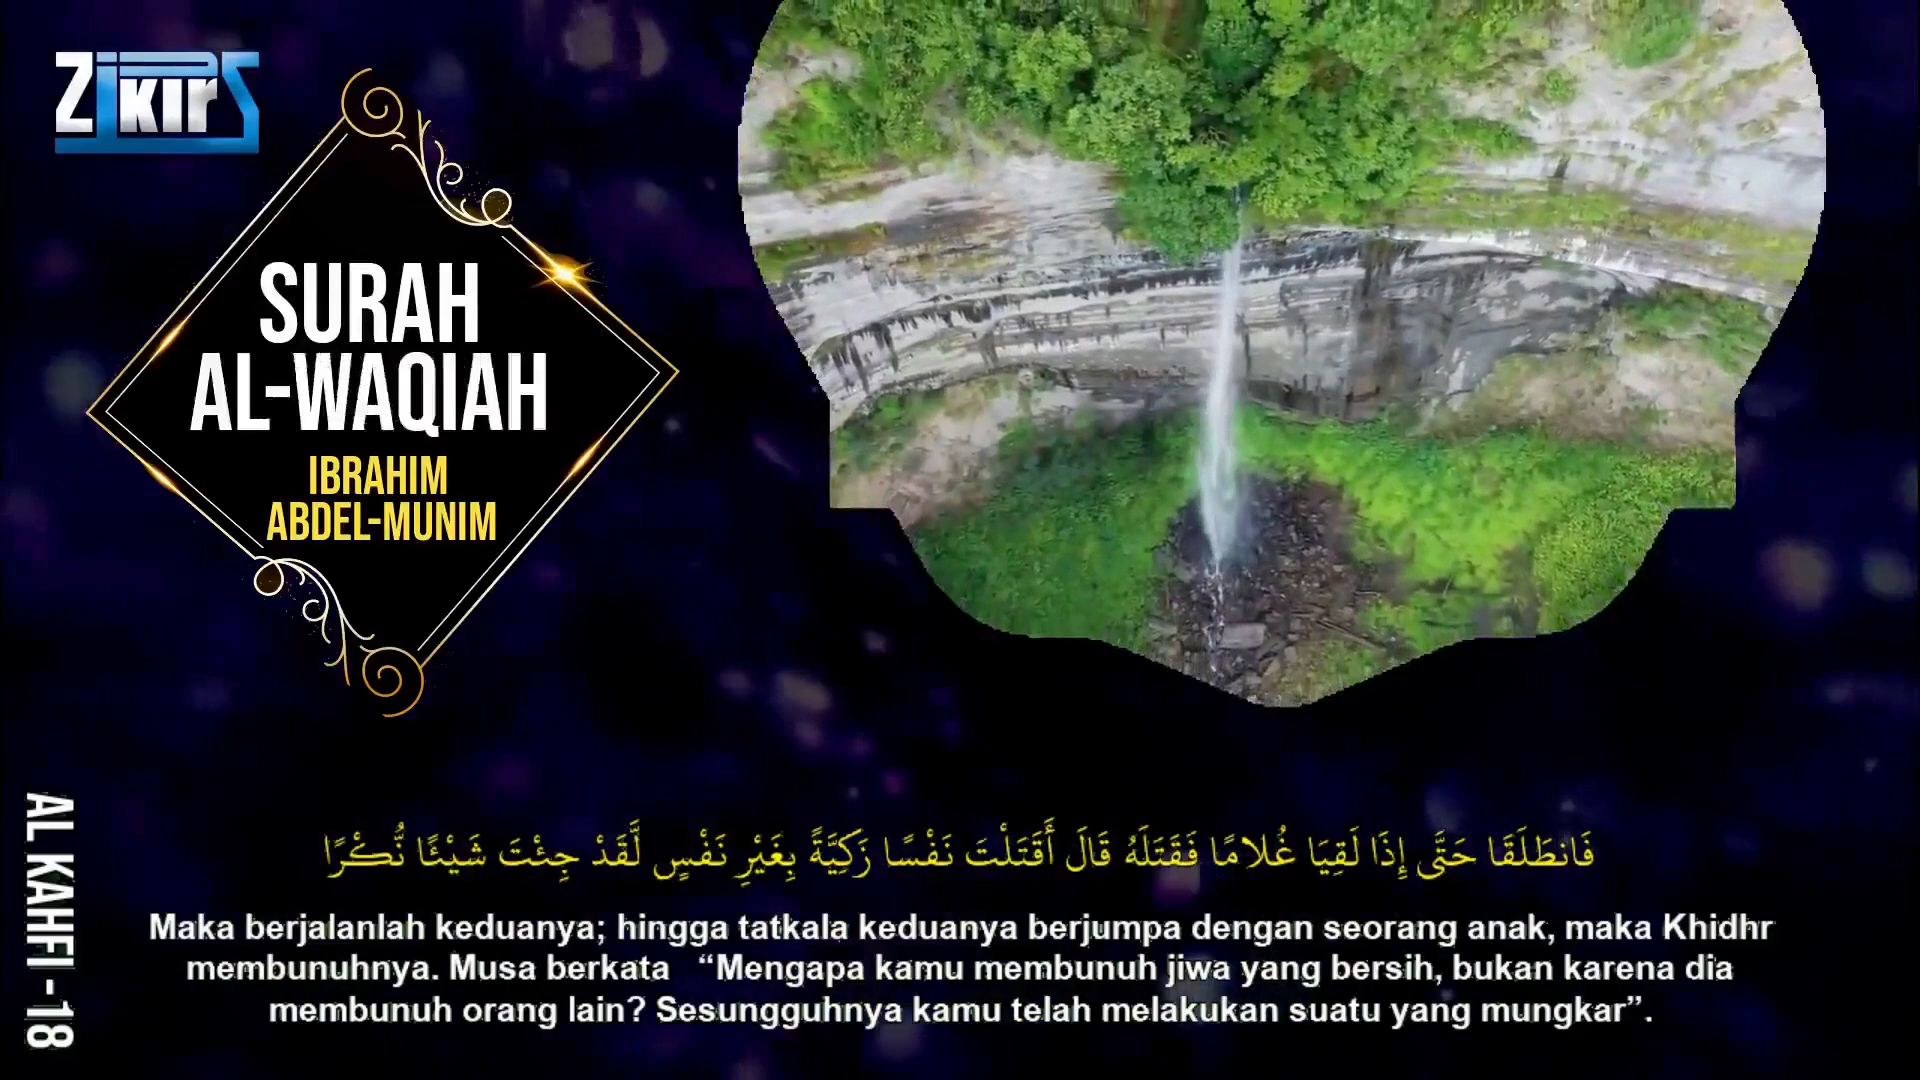 Zikir
SURAH
AL-WAQIAH
IBRAHIM
ABDEL-MUNIM
AL KAHFI - 18
فَانطَلَقَا حَتَّى إِذَا لَقِيَا غُلامًا فَقَتَلَهُ قَالَ أَقَتَلْتَ نَفْسًا زَكِيَّةً بِغَيْرِ نَفْسٍ لَّقَدْ جِئْتَ شَيْئًا نُّكْرًا
Maka berjalanlah keduanya; hingga tatkala keduanya berjumpa dengan seorang anak, maka Khidhr
membunuhnya. Musa berkata “Mengapa kamu membunuh jiwa yang bersih, bukan karena dia
membunuh orang lain? Sesungguhnya kamu telah melakukan suatu yang mungkar”.